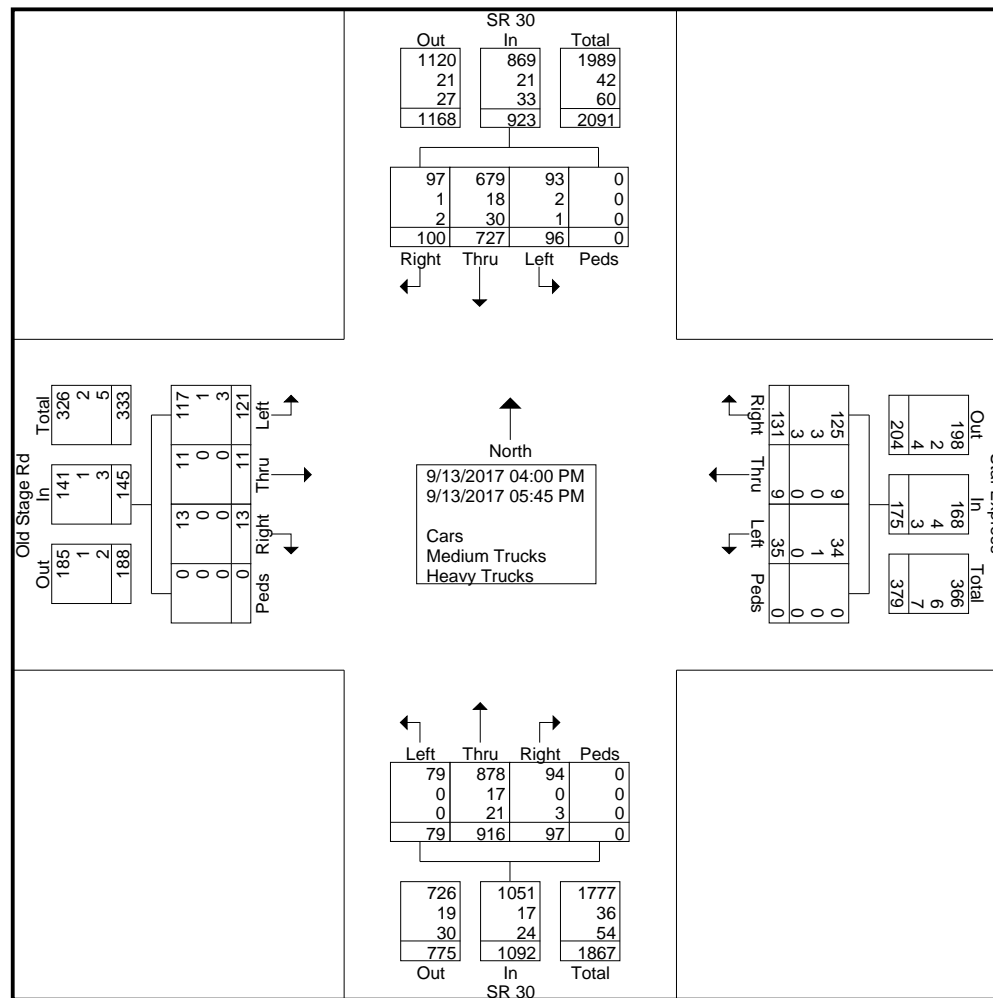 SR 30
Out In Total
1120 869 1989
21 21 42
27 33 60
1168 923 2091
97 679 93 0
1 18 2 0
2 30 1 0
100 727 96 0
Right Thru Left Peds
Old Stage Rd
Total In Out
326 141 185
2 1 1
5 3 2
333 145 188
117 11 13 0
1 0 0 0
3 0 0 0
121 11 13 0
Left Thru Right Peds
North
9/13/2017 04:00 PM
9/13/2017 05:45 PM
Cars
Medium Trucks
Heavy Trucks
Right Thru Left Peds
131 9 35 0
3 0 0 0
3 0 1 0
125 9 34 0
Out In Total
198 168 366
2 4 6
4 3 7
204 175 379
Left Thru Right Peds
79 878 94 0
0 17 0 0
0 21 3 0
79 916 97 0
726 1051 1777
19 17 36
30 24 54
775 1092 1867
Out In Total
SR 30